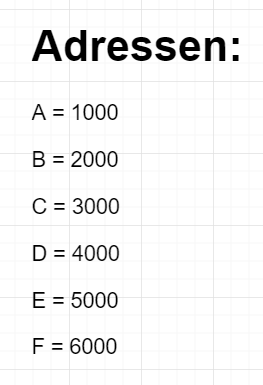 Adressen:
A = 1000
B = 2000
C = 3000
D = 4000
E = 5000
F = 6000